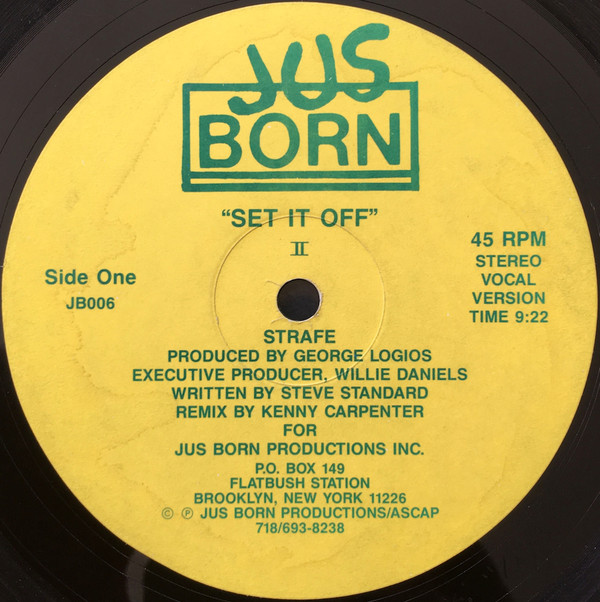 JUS
BORN
“SET IT OFF”
II
Side One
JB006
45 RPM
STEREO
VOCAL
VERSION
TIME 9:22
STRAFE
PRODUCED BY GEORGE LOGIOS
EXECUTIVE PRODUCER, WILLIE DANIELS
WRITTEN BY STEVE STANDARD
REMIX BY KENNY CARPENTER
FOR
JUS BORN PRODUCTIONS INC.
P.O. BOX 149
FLATBUSH STATION
BROOKLYN, NEW YORK 11226
© ℗ JUS BORN PRODUCTIONS/ASCAP
718/693-8238